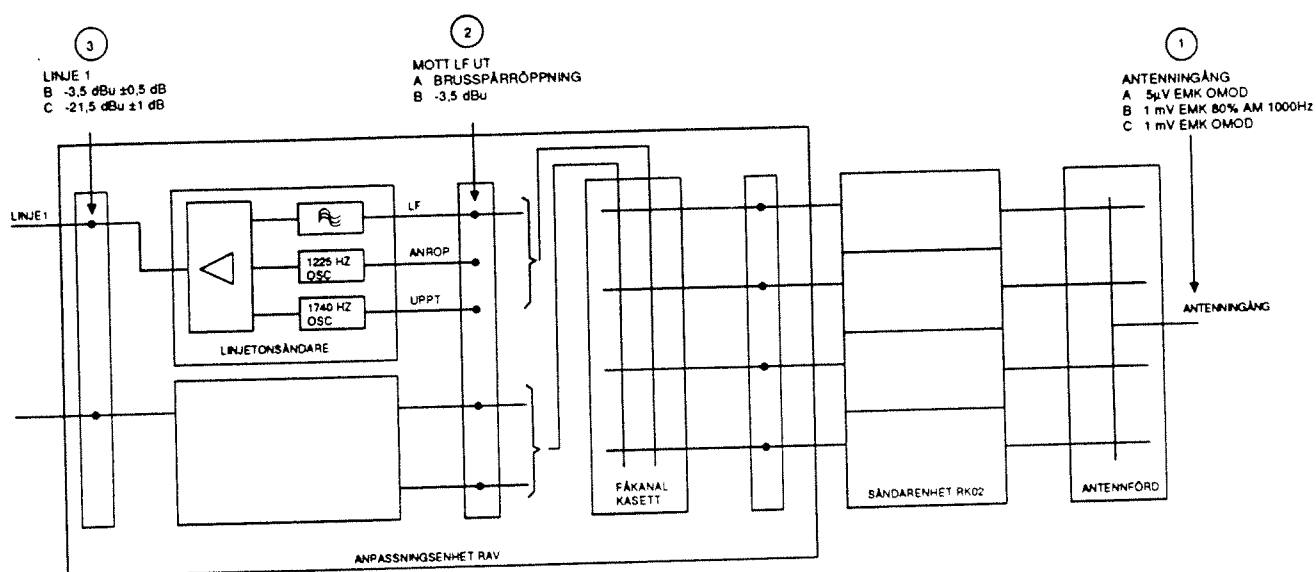 3
LINJE 1
B -3,5 dBu ±0,5 dB
C -21,5 dBu ±1 dB
2
MOTT LF UT
A BRUSSPÄRRÖPPNING
B -3,5 dBu
1
ANTENNINGÅNG
A 5µV EMK OMOD
B 1 mV EMK 80% AM 1000Hz
C 1 mV EMK OMOD
LINJE1
LF
1225 HZ
OSC
ANROP
1740 HZ
OSC
UPPT
LINJETONSÄNDARE
ANTENNINGÅNG
FÅKANAL
KASETT
SÄNDARENHET RK02
ANTENNFÖRD
ANPASSNINGSENHET RAV